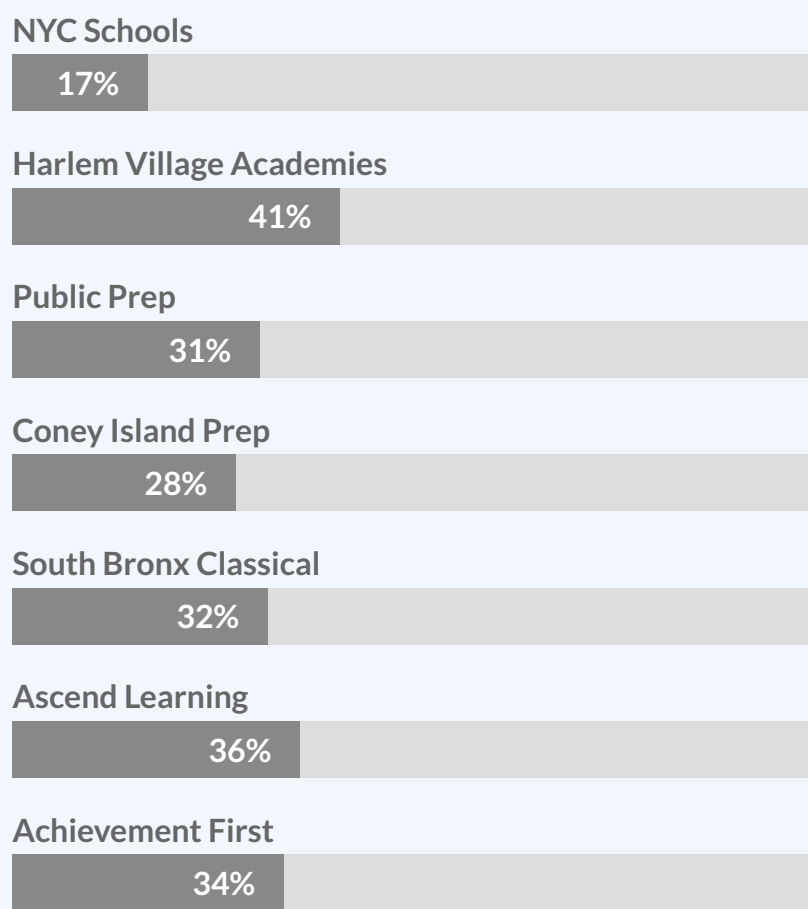 NYC Schools
17%
Harlem Village Academies
41%
Public Prep
31%
Coney Island Prep
28%
South Bronx Classical
32%
Ascend Learning
36%
Achievement First
34%